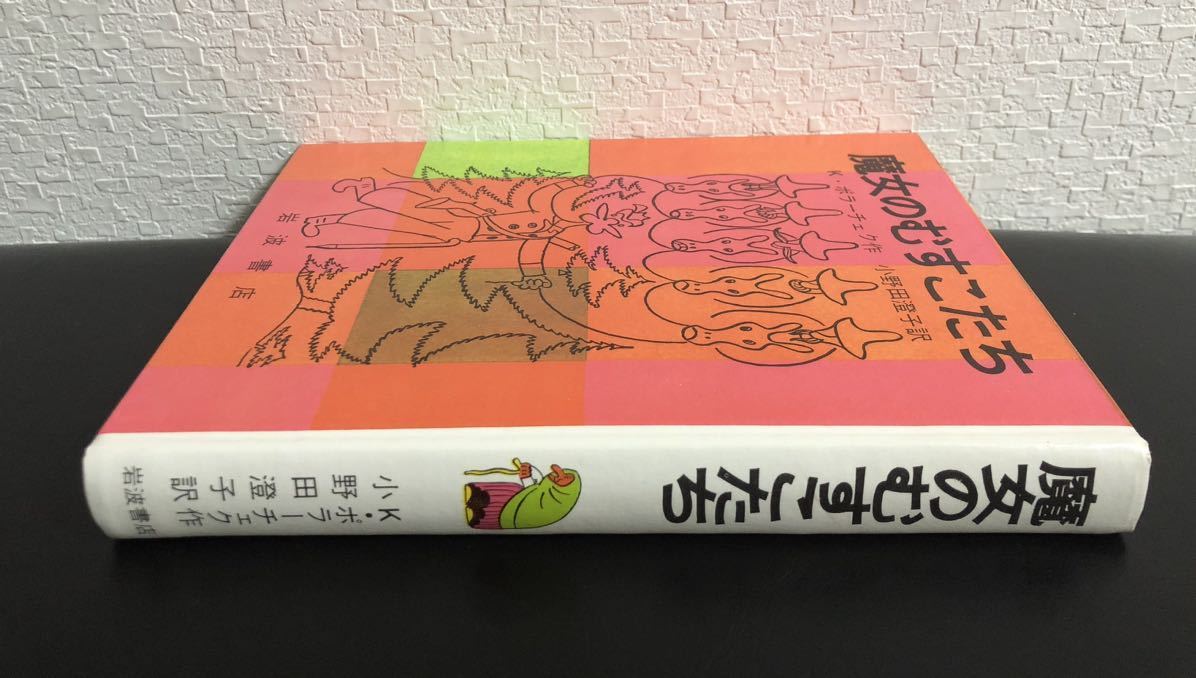 魔女のむすこたち
K・ポラーチェク作
小野田澄子訳
岩波書店
魔女のむすこたち
K・ポラーチェク作
小野田澄子訳
岩波書店